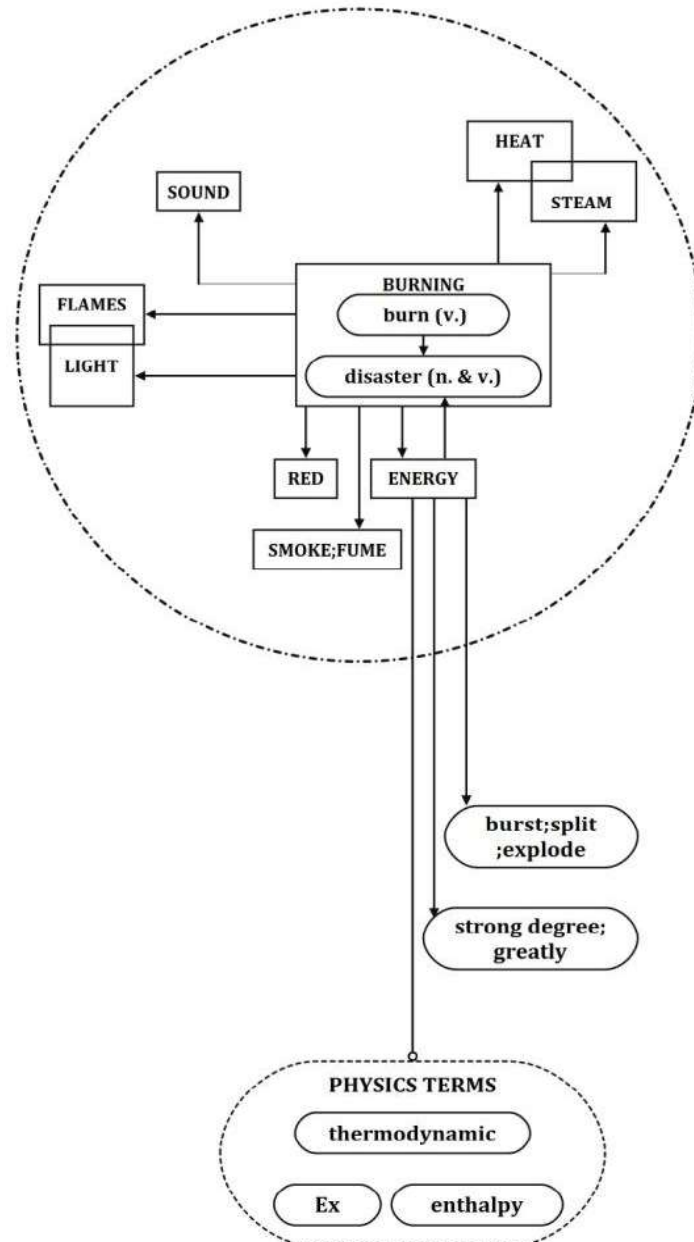 HEAT
STEAM
SOUND
BURNING
burn (v.)
disaster (n. & v.)
FLAMES
LIGHT
RED
ENERGY
SMOKE;FUME
burst;split
;explode
strong degree;
greatly
PHYSICS TERMS
thermodynamic
Ex
enthalpy